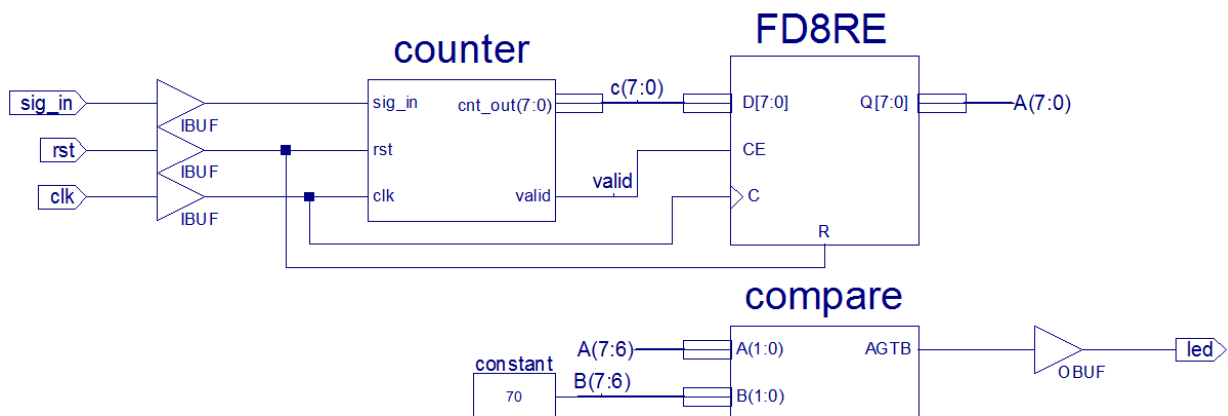 counter
FD8RE
sig_in
IBUF
sig_in
cnt_out(7:0)
c(7:0)
D[7:0]
Q[7:0]
A(7:0)
rst
IBUF
rst
CE
clk
IBUF
clk
valid
valid
C
R
compare
A(7:6)
A(1:0)
AGTB
OBUF
led
constant
70
B(7:6)
B(1:0)